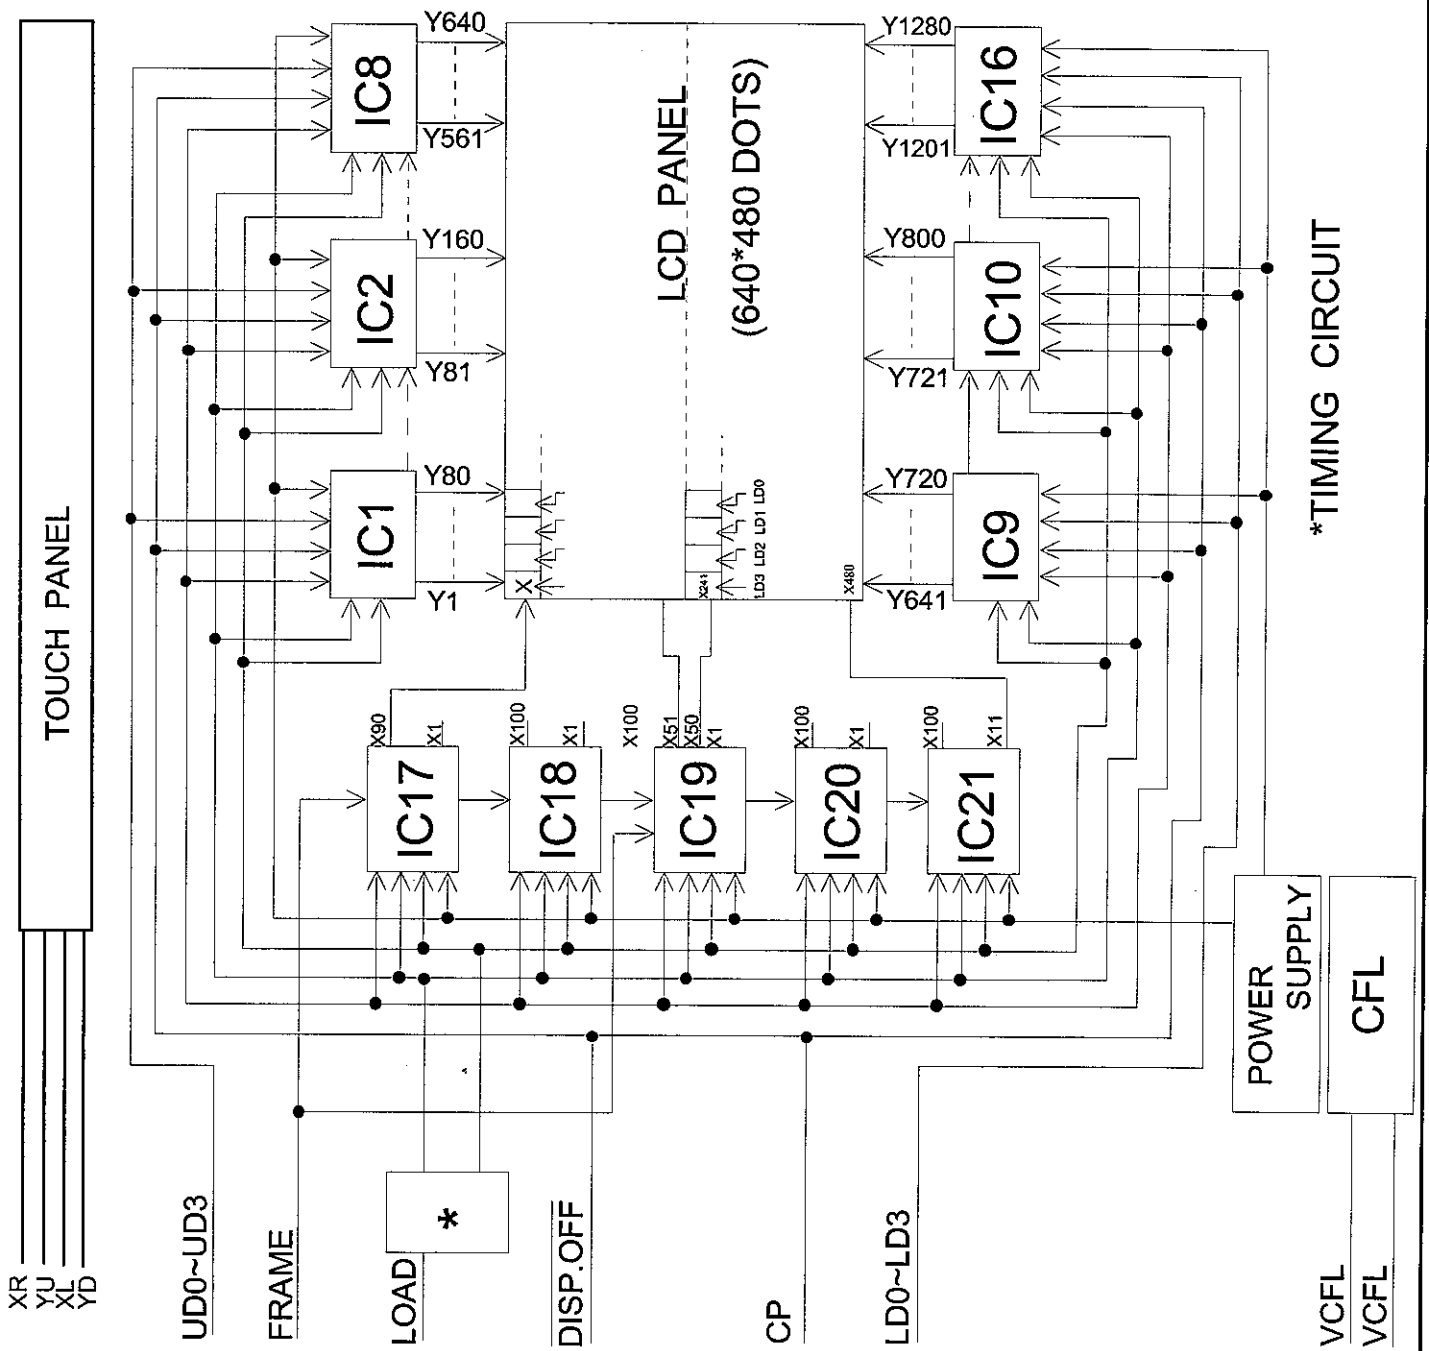 TOUCH PANEL
XR
YU
XL
YD
UD0~UD3
FRAME
LOAD
*
DISP.OFF
CP
LD0~LD3
VCFL
VCFL
IC8
Y640
Y561
IC2
Y160
Y81
IC1
Y80
Y1
LCD PANEL
(640*480 DOTS)
X
X241
LD3
LD2
LD1
LD0
X480
Y1280
Y1201
IC16
Y800
Y721
IC10
Y720
Y641
IC9
X90
X1
IC17
X100
X1
IC18
X100
X51
X50
X1
IC19
X100
X1
IC20
X100
X11
IC21
POWER
SUPPLY
CFL
*TIMING CIRCUIT